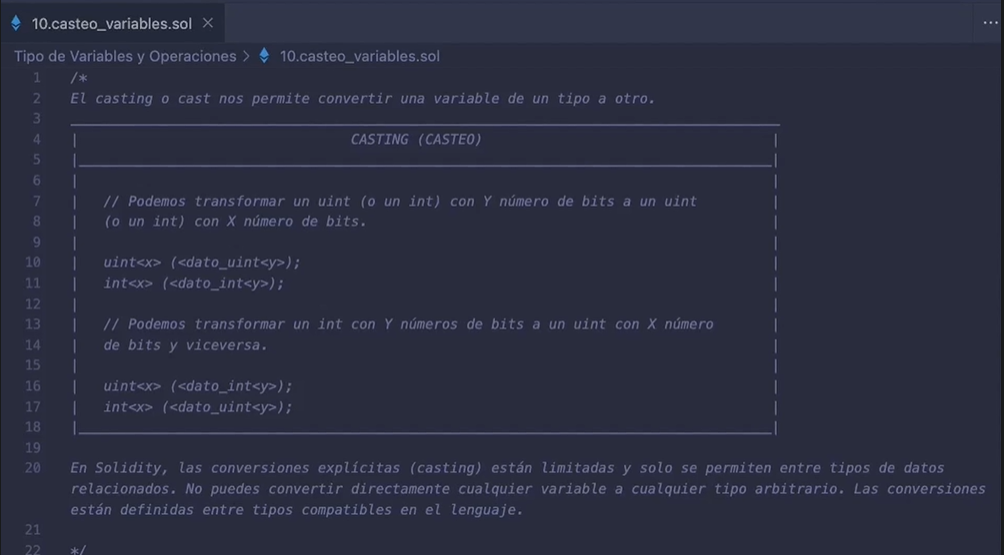 10.casteo_variables.sol ×
...
Tipo de Variables y Operaciones > 10.casteo_variables.sol
1 /*
2 El casting o cast nos permite convertir una variable de un tipo a otro.
3 ______________________________________________________________________________________
4 | CASTING (CASTEO) |
5 |____________________________________________________________________________________|
6 | |
7 | // Podemos transformar un uint (o un int) con Y número de bits a un uint |
8 | (o un int) con X número de bits. |
9 | |
10 | uint<x> (<dato_uint<y>); |
11 | int<x> (<dato_int<y>); |
12 | |
13 | // Podemos transformar un int con Y números de bits a un uint con X número |
14 | de bits y viceversa. |
15 | |
16 | uint<x> (<dato_int<y>); |
17 | int<x> (<dato_uint<y>); |
18 |____________________________________________________________________________________|
19
20 En Solidity, las conversiones explícitas (casting) están limitadas y solo se permiten entre tipos de datos
relacionados. No puedes convertir directamente cualquier variable a cualquier tipo arbitrario. Las conversiones
están definidas entre tipos compatibles en el lenguaje.
21
22 */